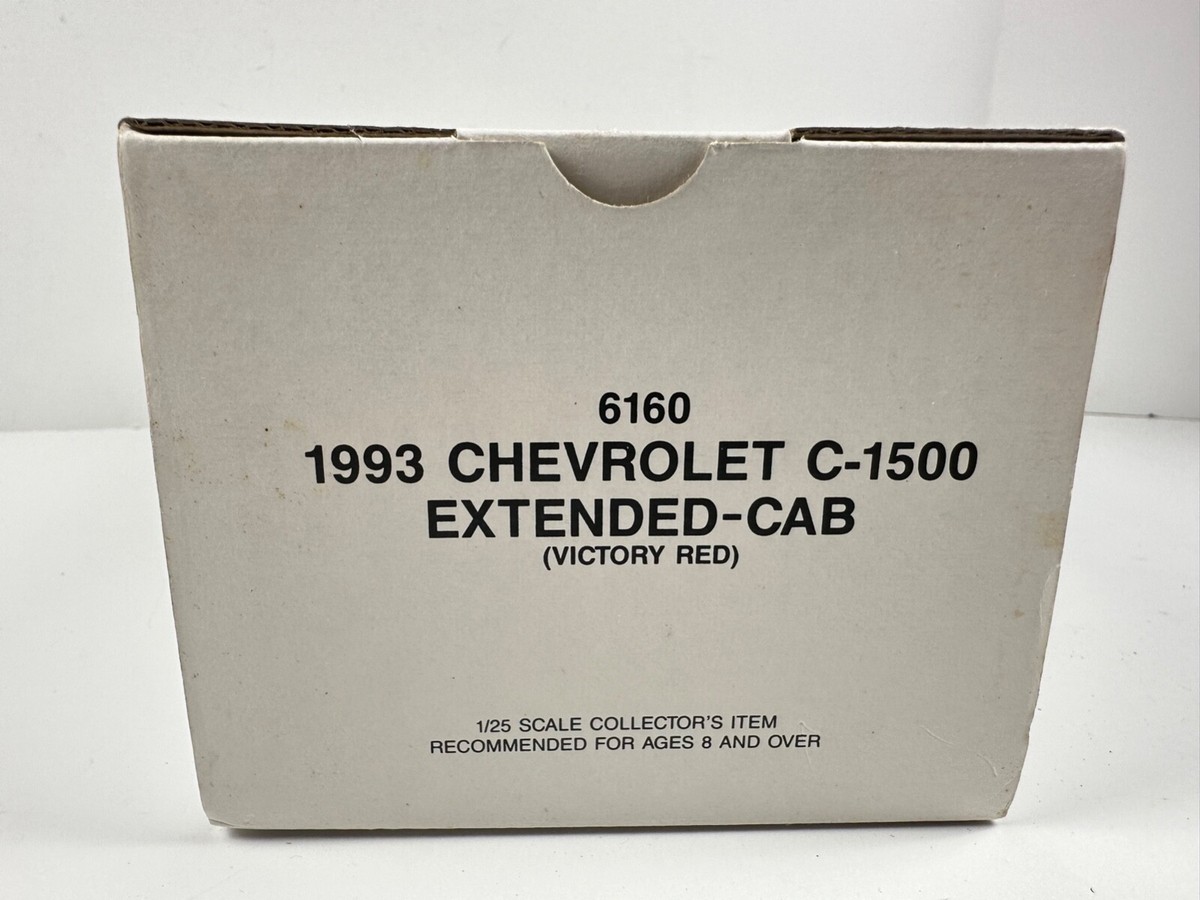 6160
1993 CHEVROLET C-1500
EXTENDED-CAB
(VICTORY RED)
1/25 SCALE COLLECTOR'S ITEM
RECOMMENDED FOR AGES 8 AND OVER